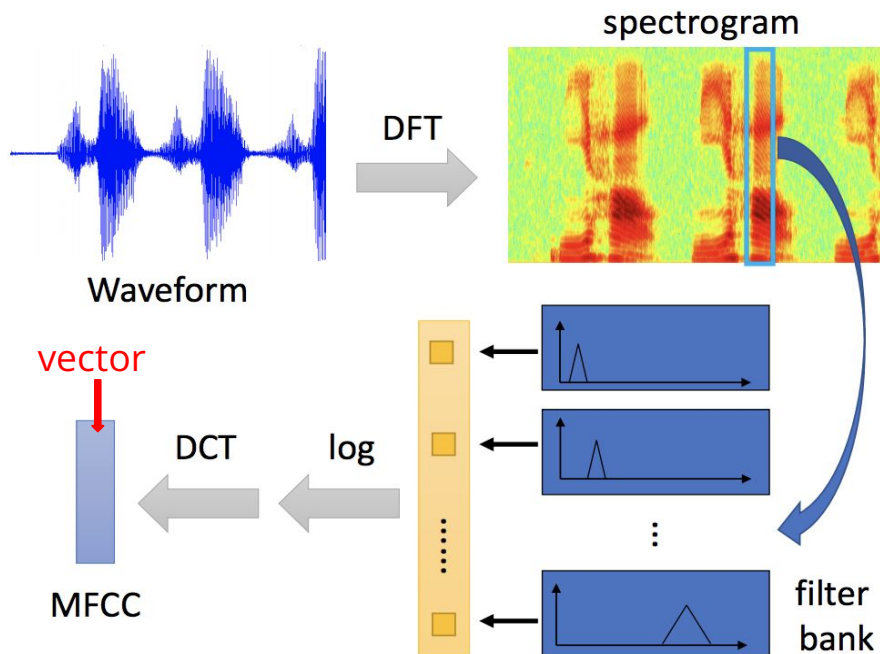 spectrogram
DFT
Waveform
vector
DCT
log
......
...
MFCC
filter
bank